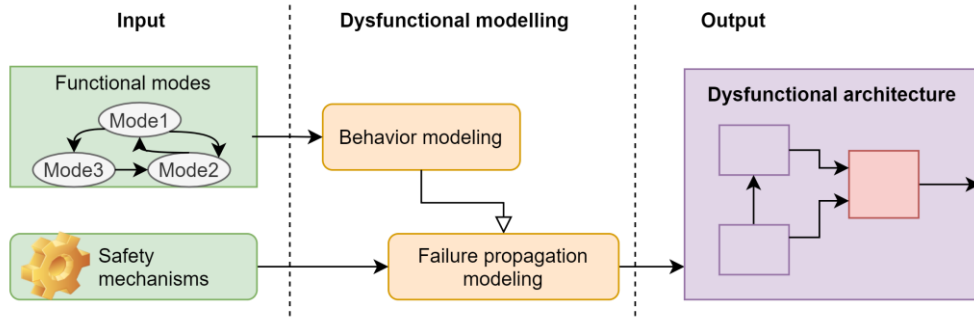 Input
Dysfunctional modelling
Output
Functional modes
Mode1
Mode3
Mode2
Behavior modeling
Dysfunctional architecture
Safety
mechanisms
Failure propagation
modeling